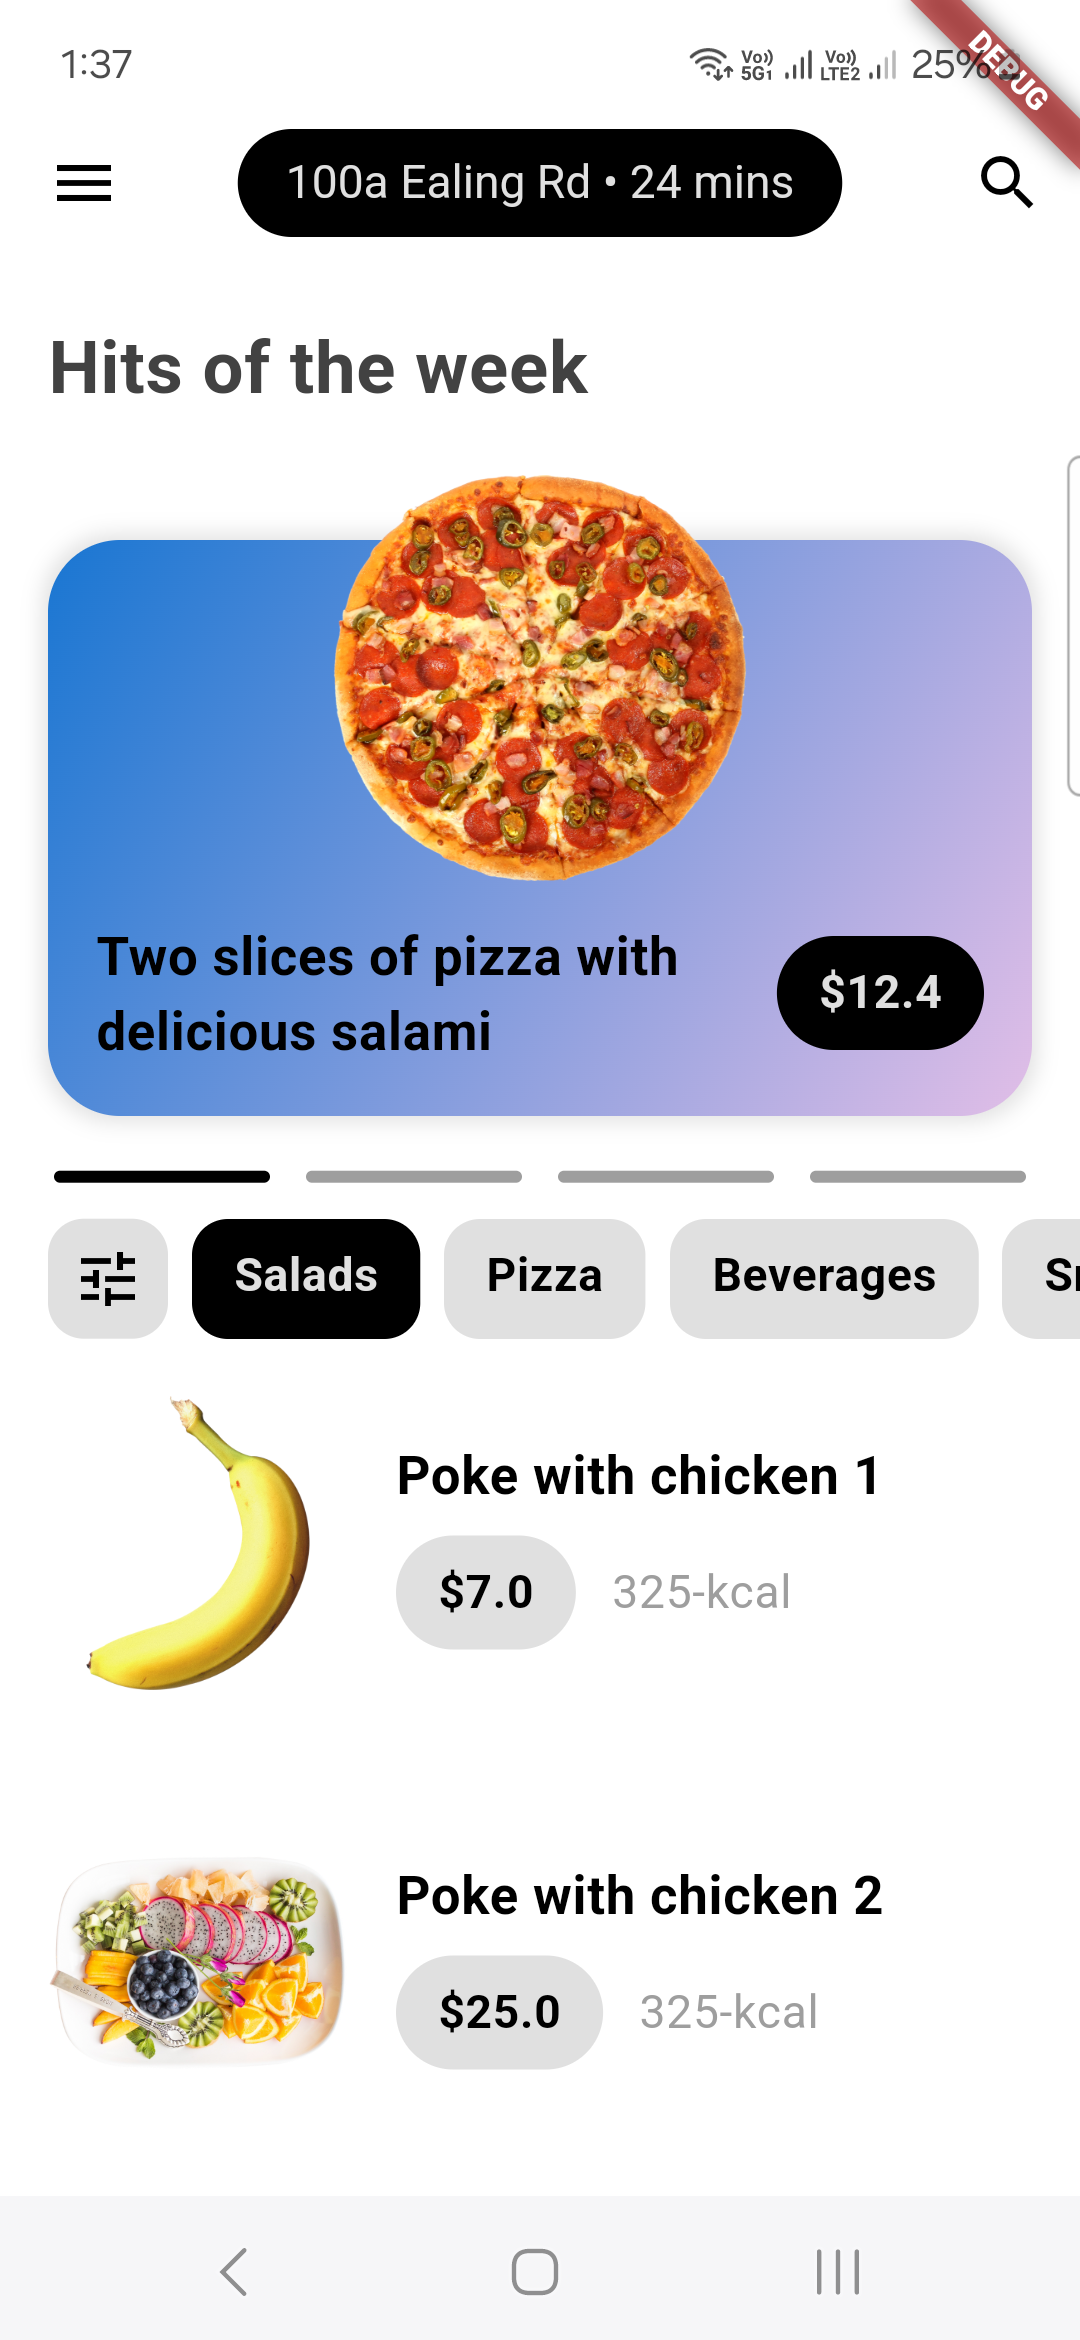 1:37
Vo)) 5G1
Vo)) LTE2
25%
DEBUG
100a Ealing Rd • 24 mins
Hits of the week
Two slices of pizza with
delicious salami
$12.4
Salads
Pizza
Beverages
Poke with chicken 1
$7.0
325-kcal
Poke with chicken 2
$25.0
325-kcal